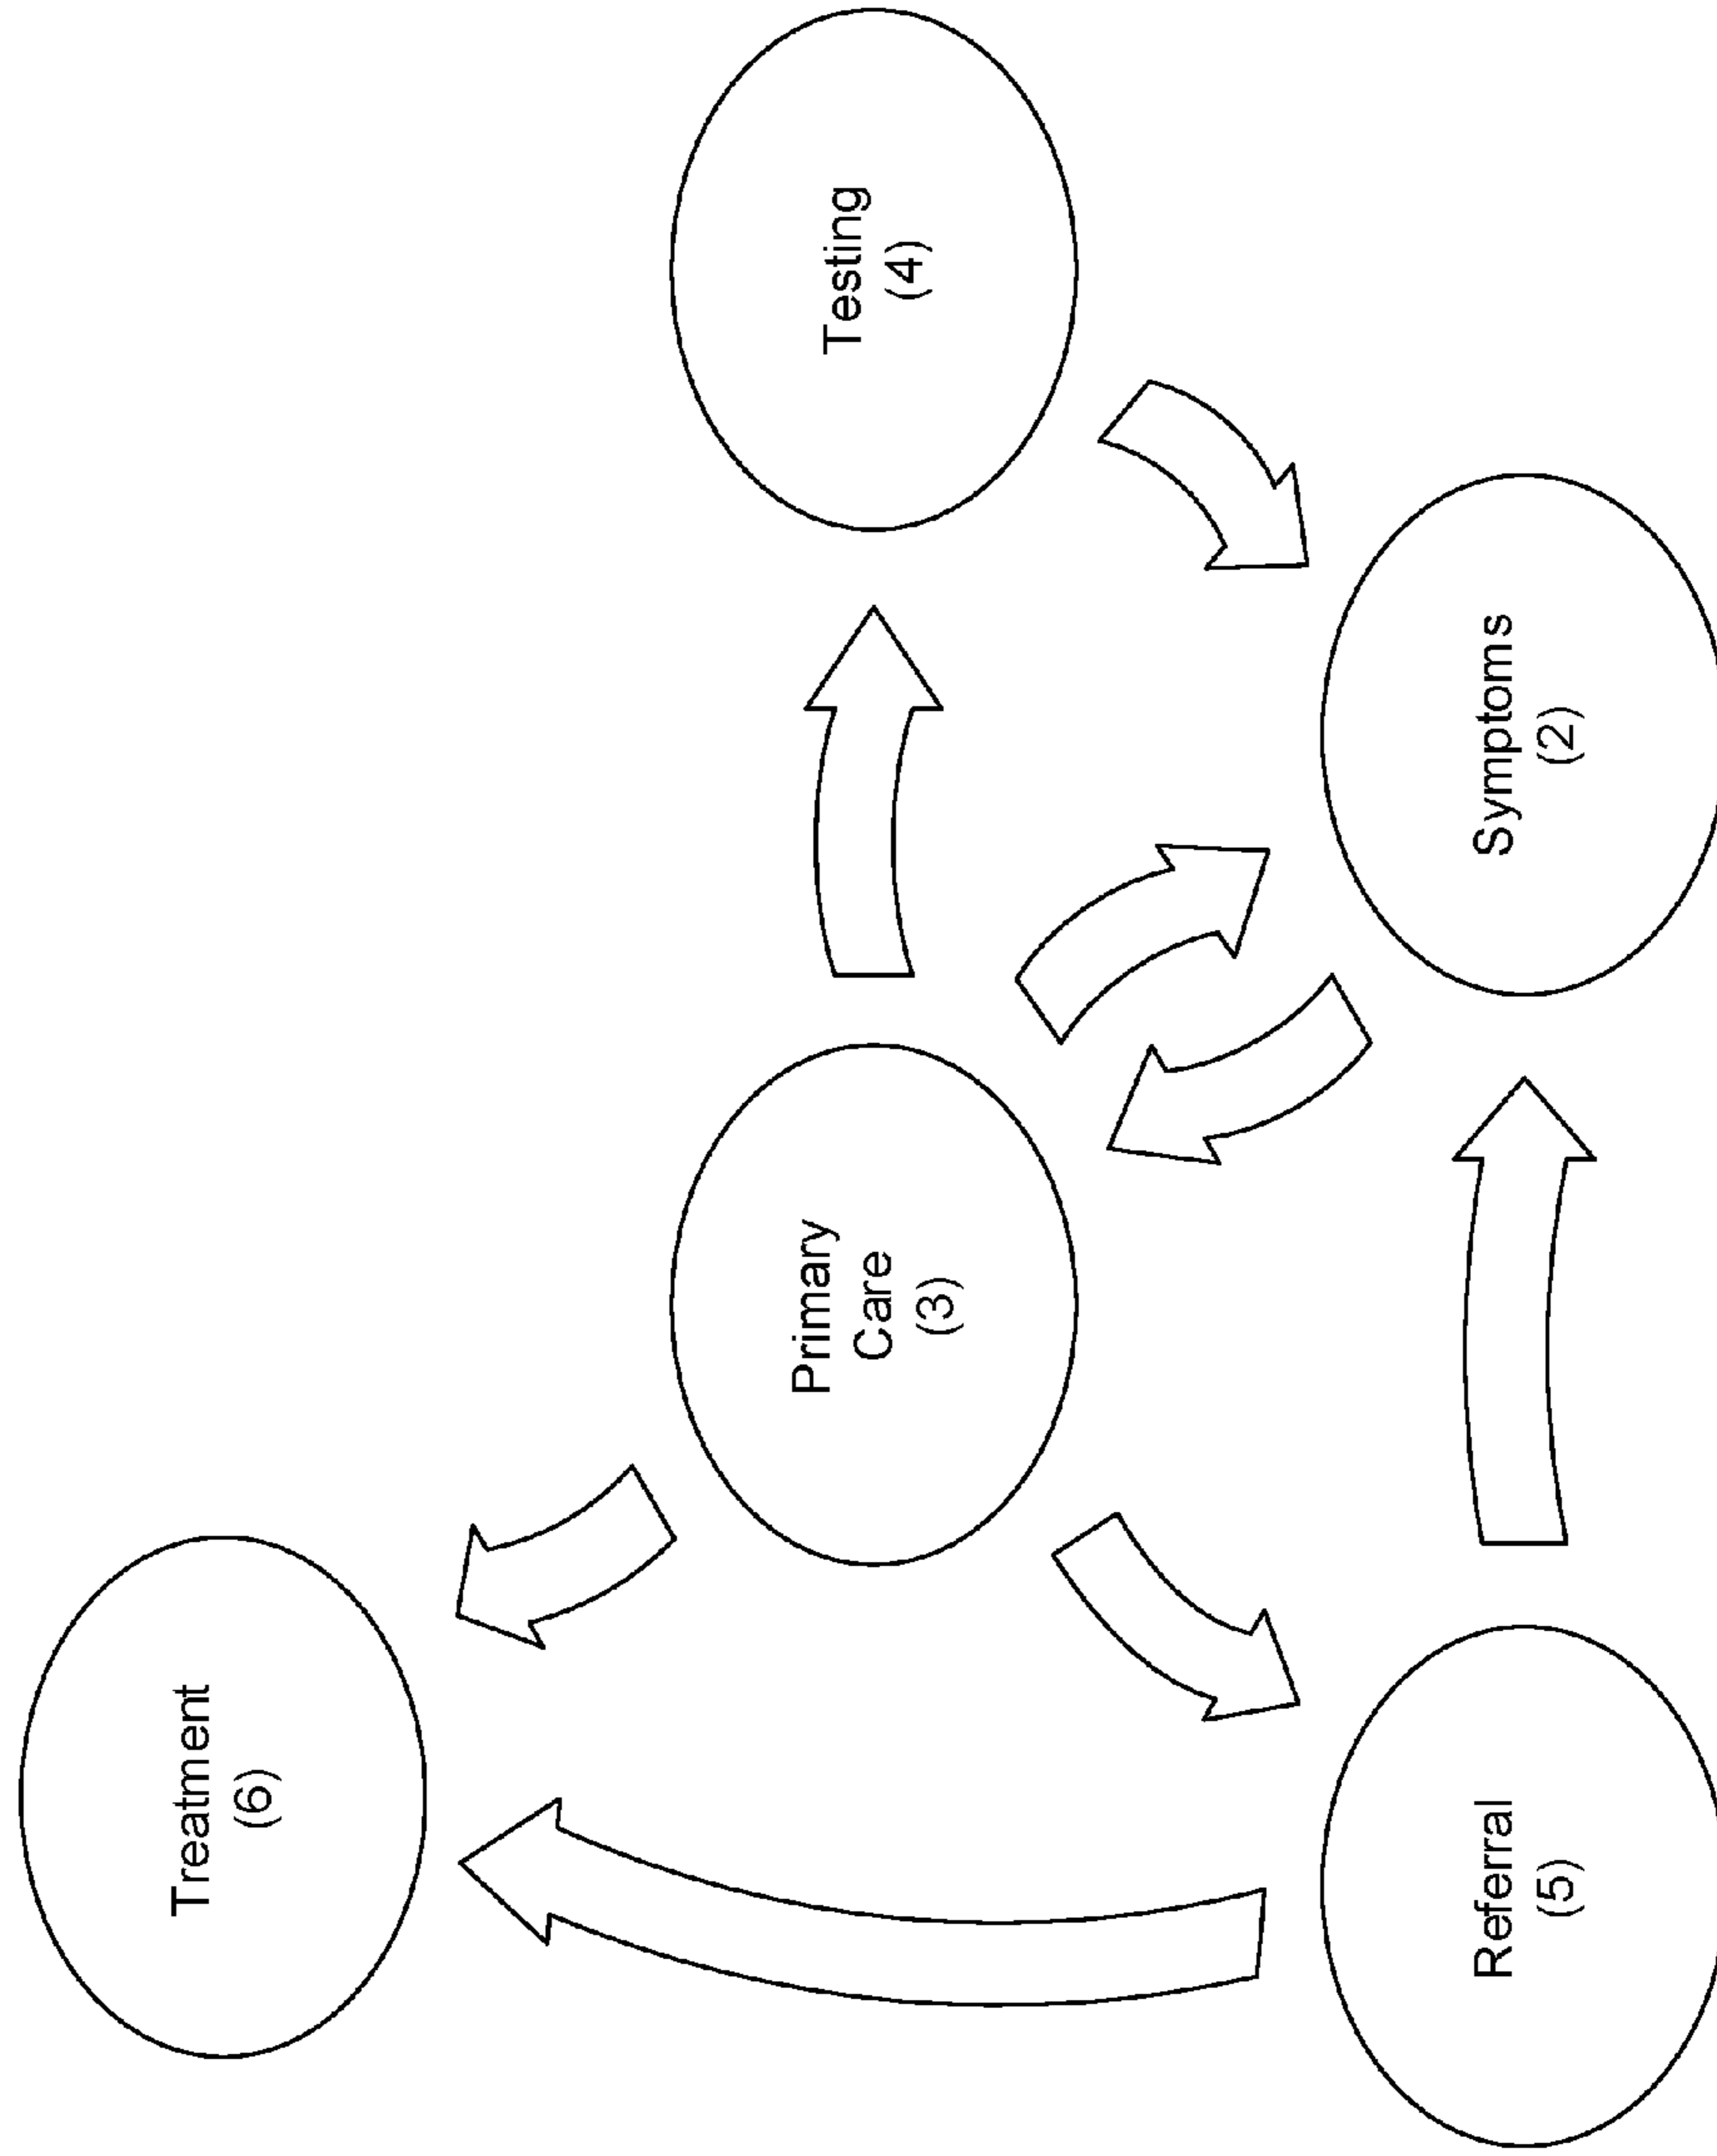 Treatment
(6)
Primary
Care
(3)
Testing
(4)
Referral
(5)
Symptoms
(2)